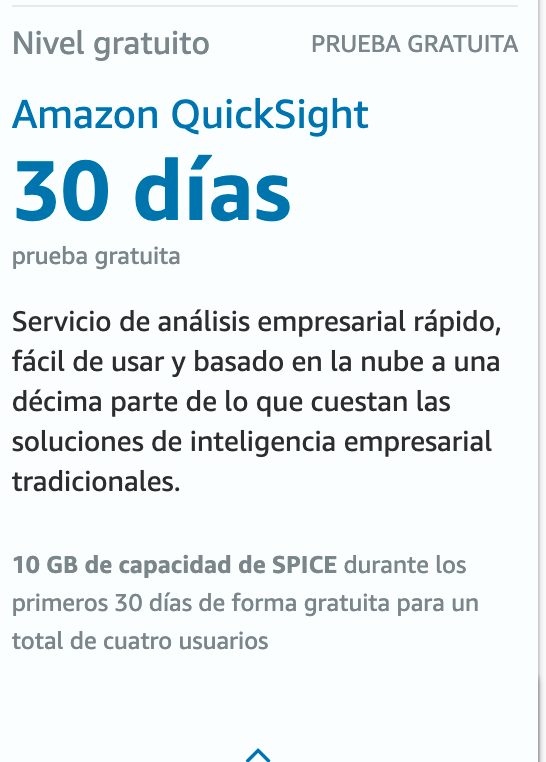 Nivel gratuito PRUEBA GRATUITA
Amazon QuickSight
30 días
prueba gratuita
Servicio de análisis empresarial rápido,
fácil de usar y basado en la nube a una
décima parte de lo que cuestan las
soluciones de inteligencia empresarial
tradicionales.
10 GB de capacidad de SPICE durante los
primeros 30 días de forma gratuita para un
total de cuatro usuarios